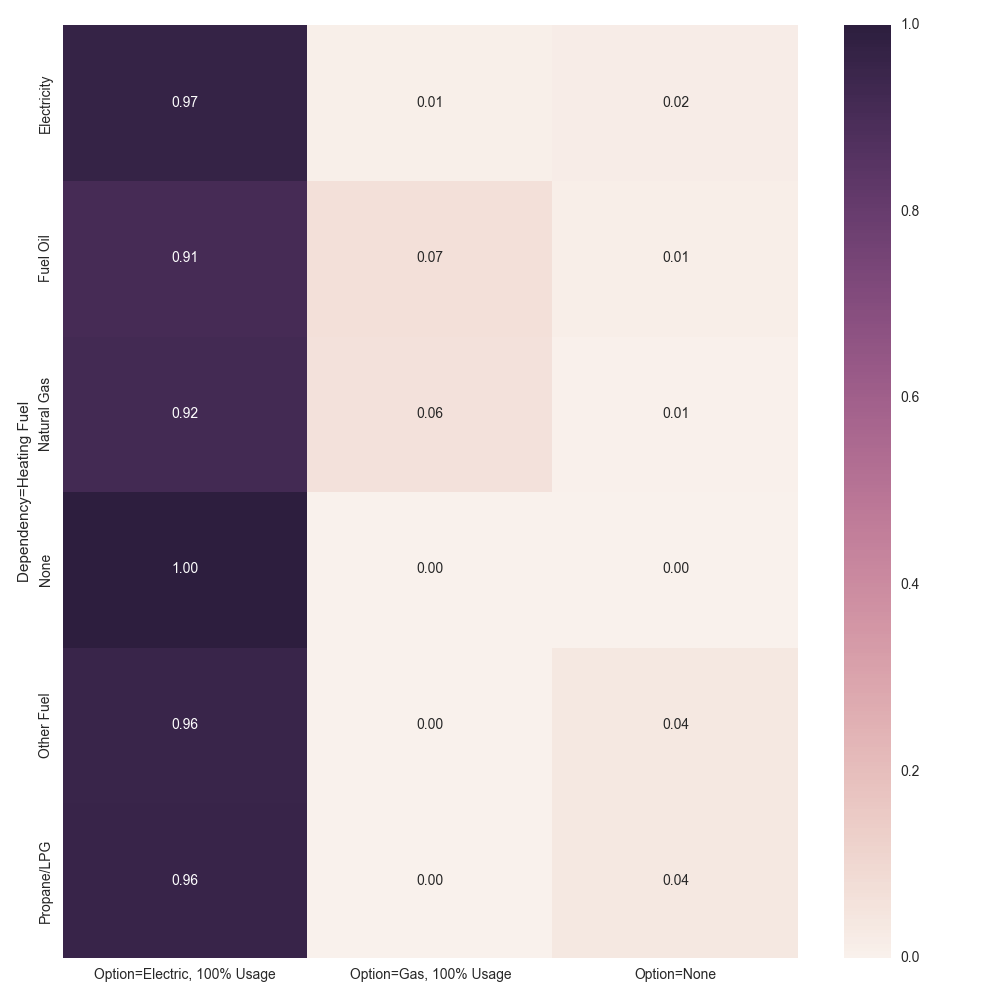 Dependency=Heating Fuel
Electricity 0.97 0.01 0.02
Fuel Oil 0.91 0.07 0.01
Natural Gas 0.92 0.06 0.01
None 1.00 0.00 0.00
Other Fuel 0.96 0.00 0.04
Propane/LPG 0.96 0.00 0.04
Option=Electric, 100% Usage Option=Gas, 100% Usage Option=None
1.0
0.8
0.6
0.4
0.2
0.0